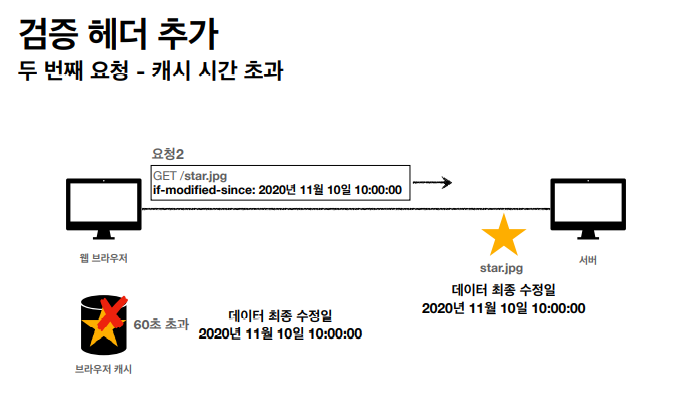 검증 헤더 추가
두 번째 요청 - 캐시 시간 초과
요청2
GET /star.jpg
if-modified-since: 2020년 11월 10일 10:00:00
웹 브라우저
서버
star.jpg
데이터 최종 수정일
2020년 11월 10일 10:00:00
60초 초과
데이터 최종 수정일
2020년 11월 10일 10:00:00
브라우저 캐시